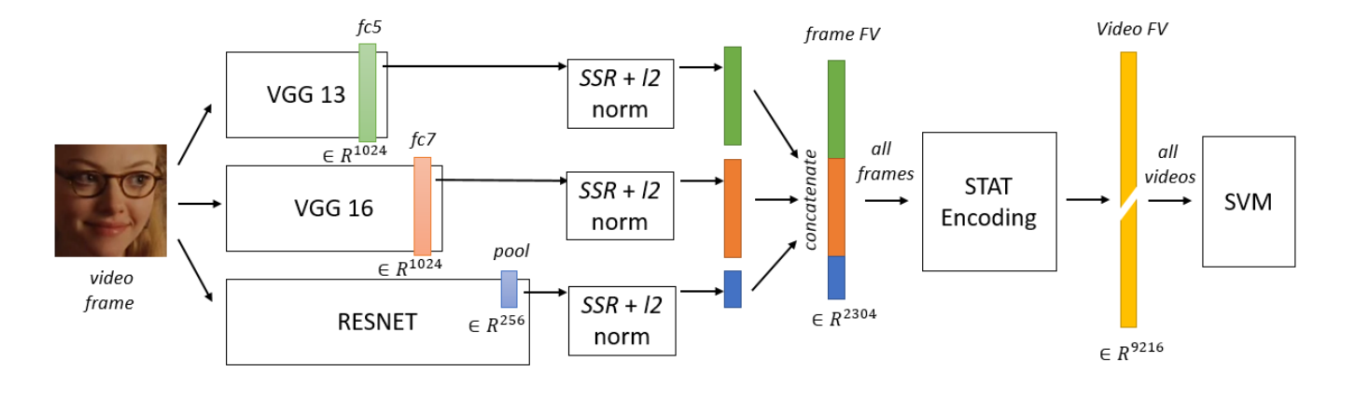 fc5
frame FV
Video FV
VGG 13
SSR + l2
norm
∈ R^1024
fc7
all
frames
all
videos
VGG 16
SSR + l2
norm
concatenate
STAT
Encoding
SVM
video
frame
∈ R^1024
pool
RESNET
∈ R^256
SSR + l2
norm
∈ R^2304
∈ R^9216